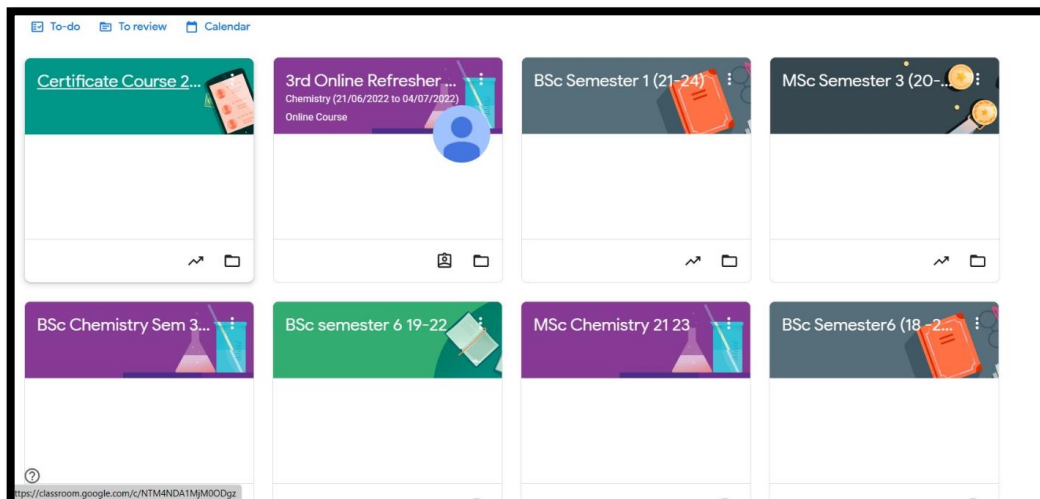 To-do To review Calendar
Certificate Course 2...
3rd Online Refresher ...
Chemistry (21/06/2022 to 04/07/2022)
Online Course
BSc Semester 1 (21-24)
MSc Semester 3 (20-...
BSc Chemistry Sem 3...
BSc semester 6 19-22
MSc Chemistry 21 23
BSc Semester6 (18 -2...
ttps://classroom.google.com/c/NTM4NDA1MjM0ODgz